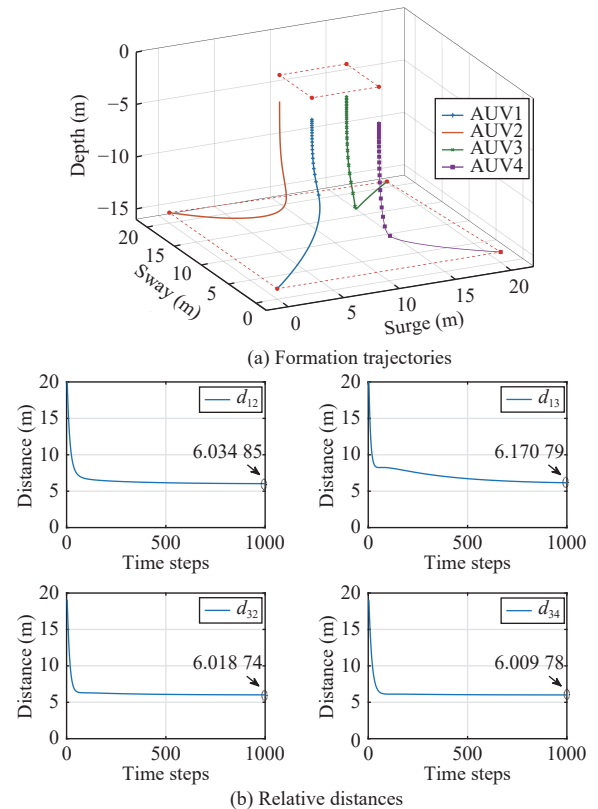 0
−5
−10
−15
Depth (m)
AUV1
AUV2
AUV3
AUV4
20
15
10
5
0
Sway (m)
0
5
10
15
20
Surge (m)
(a) Formation trajectories
20
15
10
5
0
Distance (m)
d12
6.034 85
0 500 1000
Time steps
20
15
10
5
0
Distance (m)
d13
6.170 79
0 500 1000
Time steps
20
15
10
5
0
Distance (m)
d32
6.018 74
0 500 1000
Time steps
20
15
10
5
0
Distance (m)
d34
6.009 78
0 500 1000
Time steps
(b) Relative distances